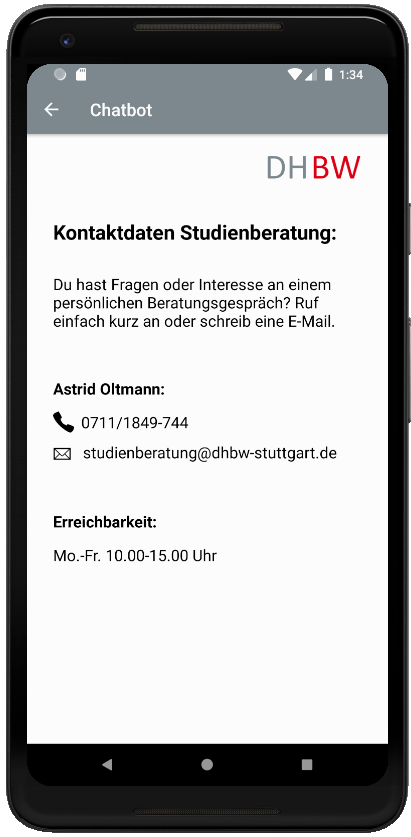 1:34
Chatbot
DHBW
Kontaktdaten Studienberatung:
Du hast Fragen oder Interesse an einem
persönlichen Beratungsgespräch? Ruf
einfach kurz an oder schreib eine E-Mail.
Astrid Oltmann:
0711/1849-744
studienberatung@dhbw-stuttgart.de
Erreichbarkeit:
Mo.-Fr. 10.00-15.00 Uhr